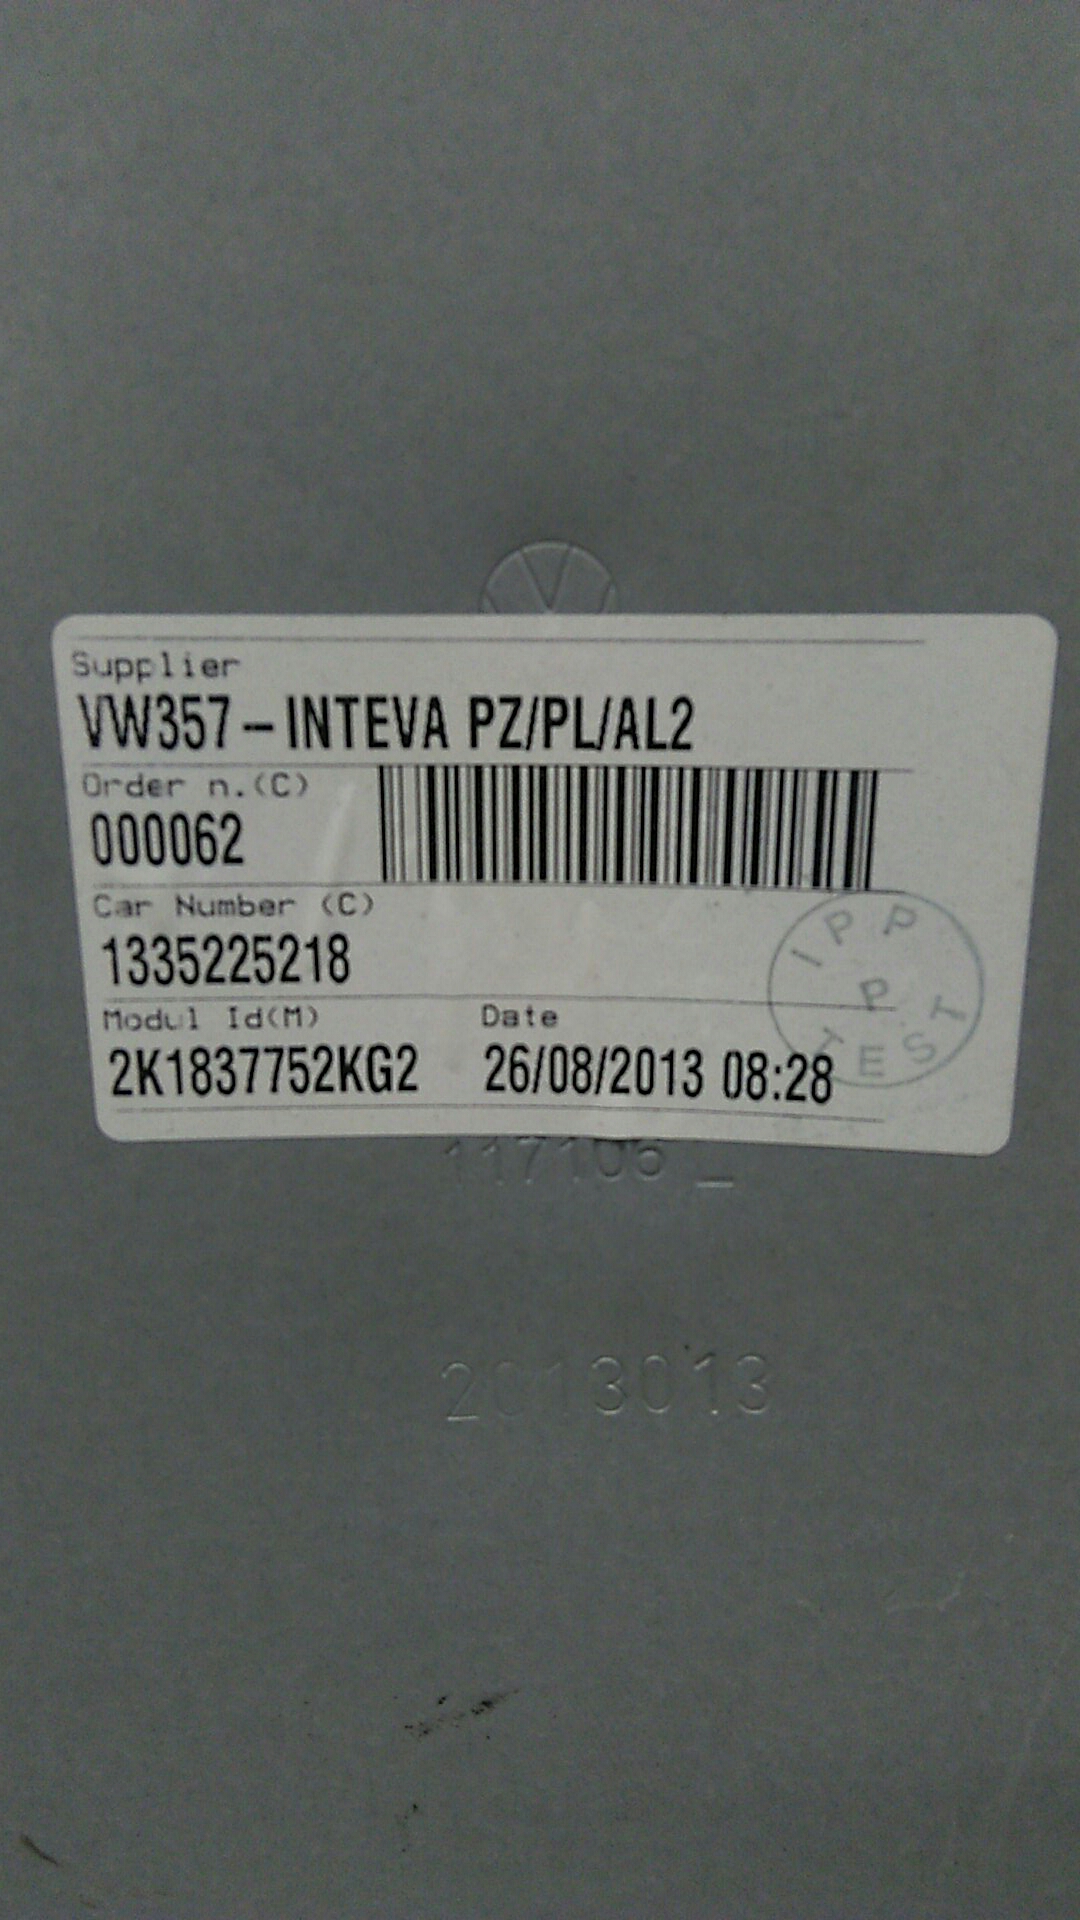 Supplier
VW357-INTEVA PZ/PL/AL2
Order n.(C)
000062
Car Number (C)
1335225218
IPP
P
TEST
Modul Id(M) Date
2K1837752KG2 26/08/2013 08:28
117106 _
2013013